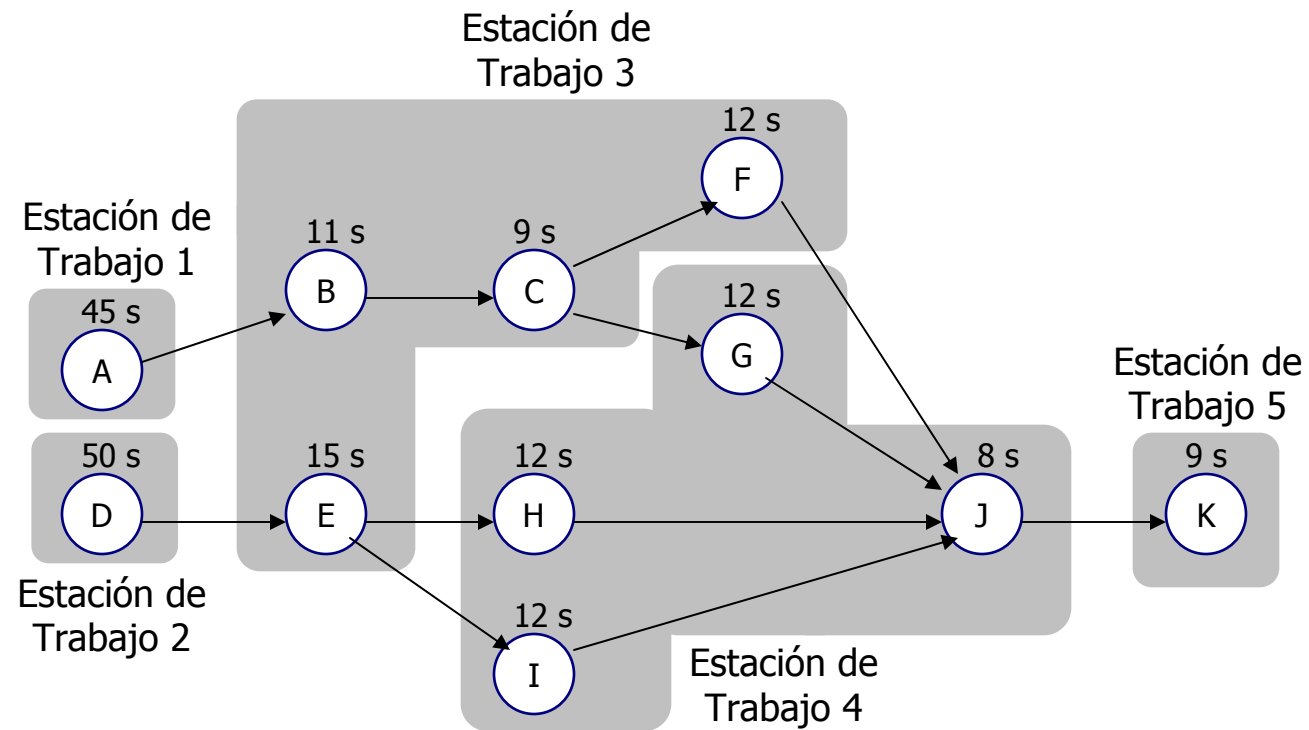 Estación de
Trabajo 3
12 s
F
Estación de
Trabajo 1
11 s
9 s
B
C
45 s
A
12 s
G
Estación de
Trabajo 5
50 s
15 s
12 s
8 s
9 s
D
E
H
J
K
Estación de
Trabajo 2
12 s
I
Estación de
Trabajo 4